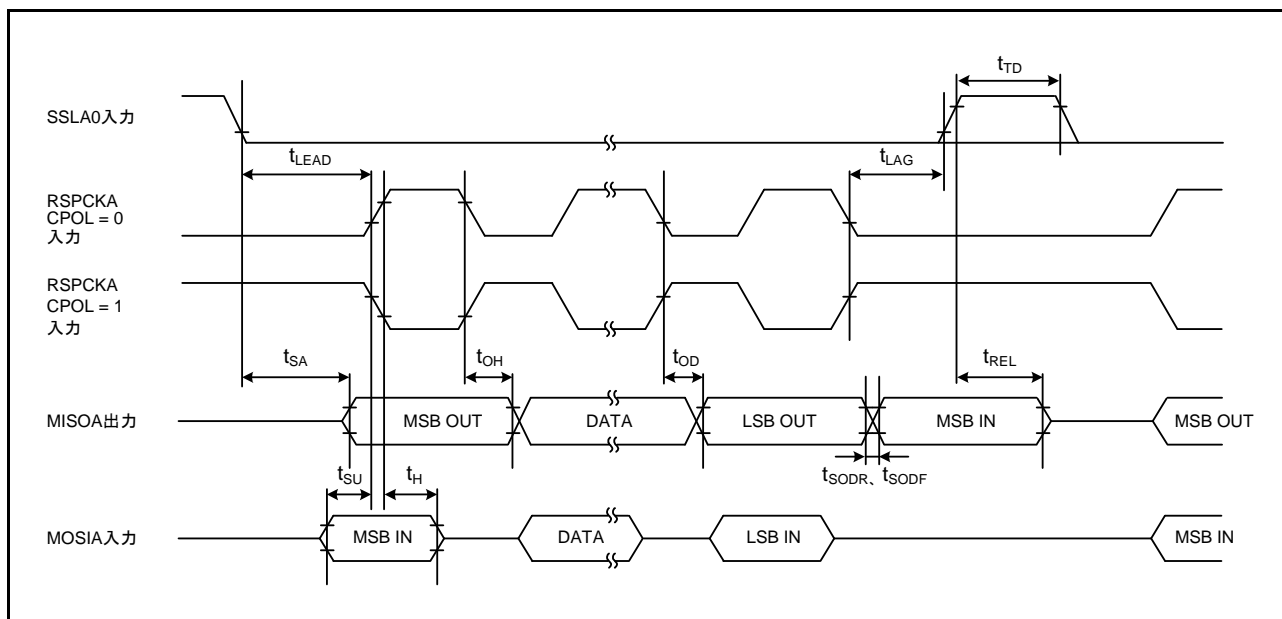 tTD
SSLA0入力
tLEAD
tLAG
RSPCKA
CPOL = 0
入力
RSPCKA
CPOL = 1
入力
tSA
tOH
tOD
tREL
MISOA出力
MSB OUT
DATA
LSB OUT
MSB IN
MSB OUT
tSU
tH
tSODR、tSODF
MOSIA入力
MSB IN
DATA
LSB IN
MSB IN